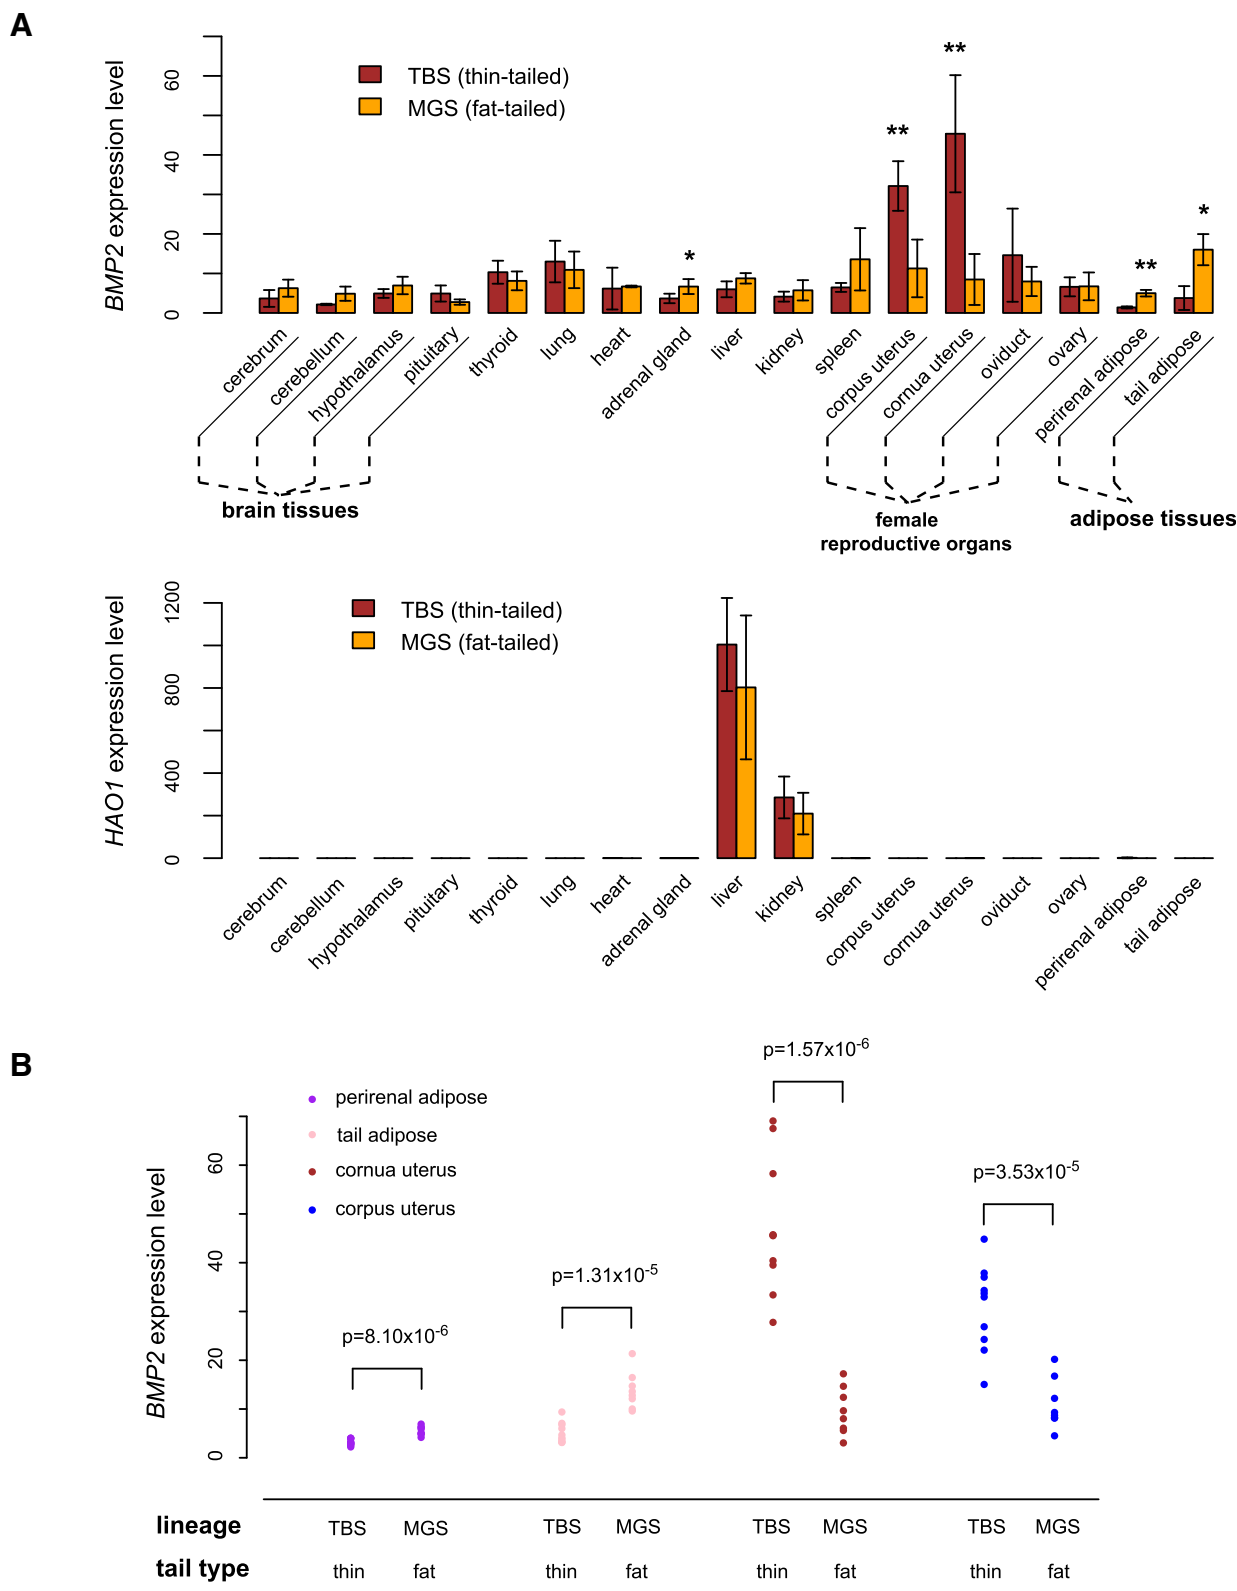 A
BMP2 expression level
0
20
40
60
TBS (thin-tailed)
MGS (fat-tailed)
*
**
**
**
*
cerebrum
cerebellum
hypothalamus
pituitary
thyroid
lung
heart
adrenal gland
liver
kidney
spleen
corpus uterus
cornua uterus
oviduct
ovary
perirenal adipose
tail adipose
brain tissues
female
reproductive organs
adipose tissues
HAO1 expression level
0
400
800
1200
TBS (thin-tailed)
MGS (fat-tailed)
cerebrum
cerebellum
hypothalamus
pituitary
thyroid
lung
heart
adrenal gland
liver
kidney
spleen
corpus uterus
cornua uterus
oviduct
ovary
perirenal adipose
tail adipose
B
BMP2 expression level
0
20
40
60
perirenal adipose
tail adipose
cornua uterus
corpus uterus
p=8.10x10-6
p=1.31x10-5
p=1.57x10-6
p=3.53x10-5
lineage TBS MGS TBS MGS TBS MGS TBS MGS
tail type thin fat thin fat thin fat thin fat